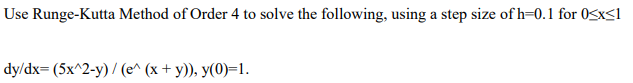 Use Runge-Kutta Method of Order 4 to solve the following, using a step size of h=0.1 for 0≤x≤1
dy/dx= (5x^2-y) / (e^ (x + y)), y(0)=1.